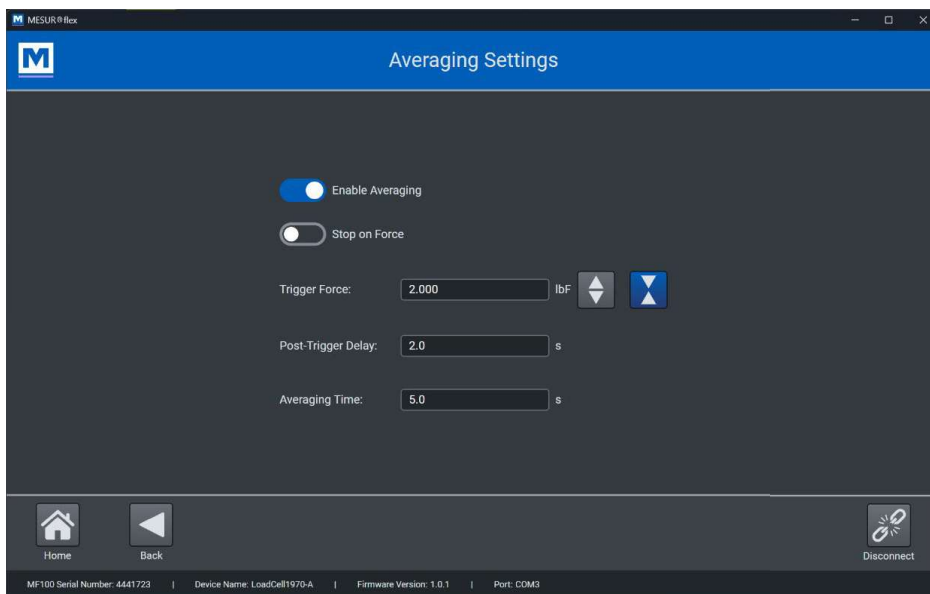 M MESUR®flex
M
Averaging Settings
Enable Averaging
Stop on Force
Trigger Force: 2.000 lbF
Post-Trigger Delay: 2.0 s
Averaging Time: 5.0 s
Home Back Disconnect
MF100 Serial Number: 4441723 | Device Name: LoadCell1970-A | Firmware Version: 1.0.1 | Port: COM3